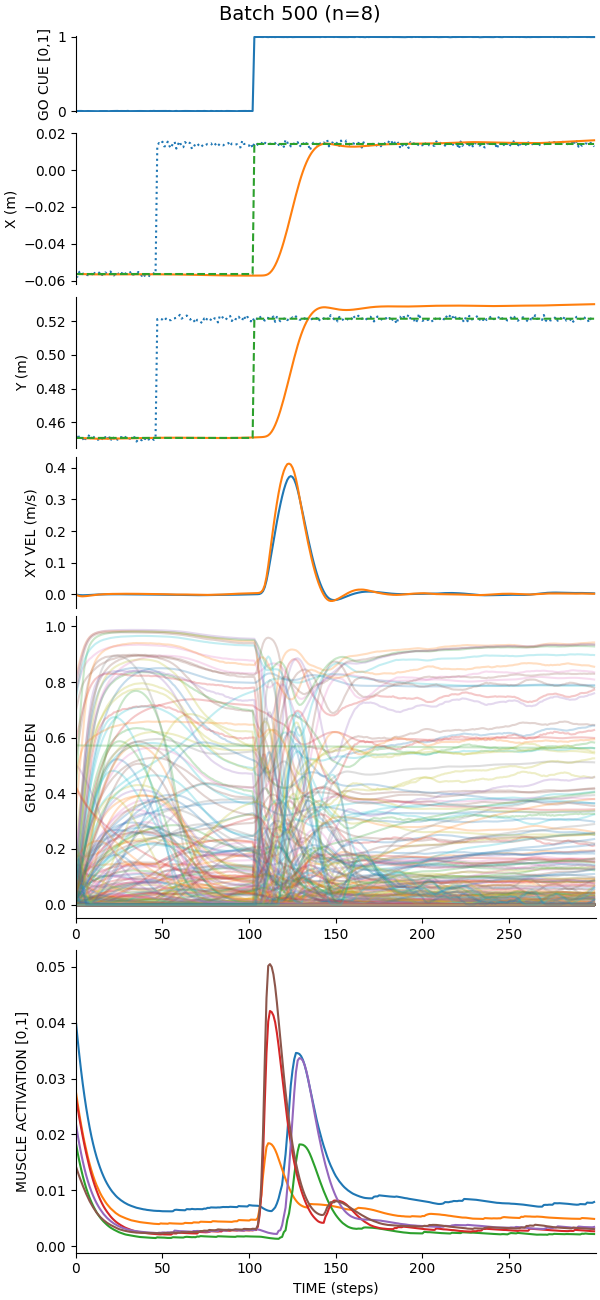 Batch 500 (n=8)
GO CUE [0,1]
1
0
X (m)
0.02
0.00
−0.02
−0.04
−0.06
Y (m)
0.52
0.50
0.48
0.46
XY VEL (m/s)
0.4
0.3
0.2
0.1
0.0
GRU HIDDEN
1.0
0.8
0.6
0.4
0.2
0.0
0 50 100 150 200 250
MUSCLE ACTIVATION [0,1]
0.05
0.04
0.03
0.02
0.01
0.00
0 50 100 150 200 250
TIME (steps)